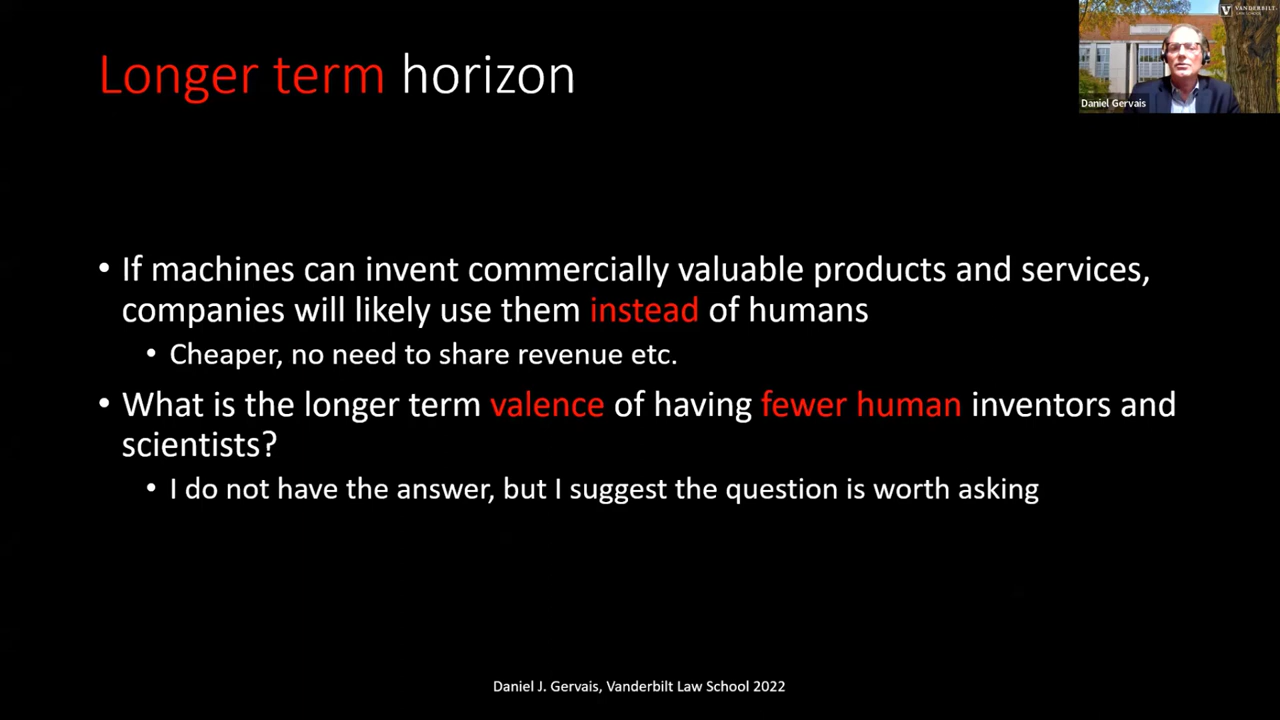 Longer term horizon
VANDERBILT
LAW SCHOOL
Daniel Gervais
• If machines can invent commercially valuable products and services,
companies will likely use them instead of humans
• Cheaper, no need to share revenue etc.
• What is the longer term valence of having fewer human inventors and
scientists?
• I do not have the answer, but I suggest the question is worth asking
Daniel J. Gervais, Vanderbilt Law School 2022